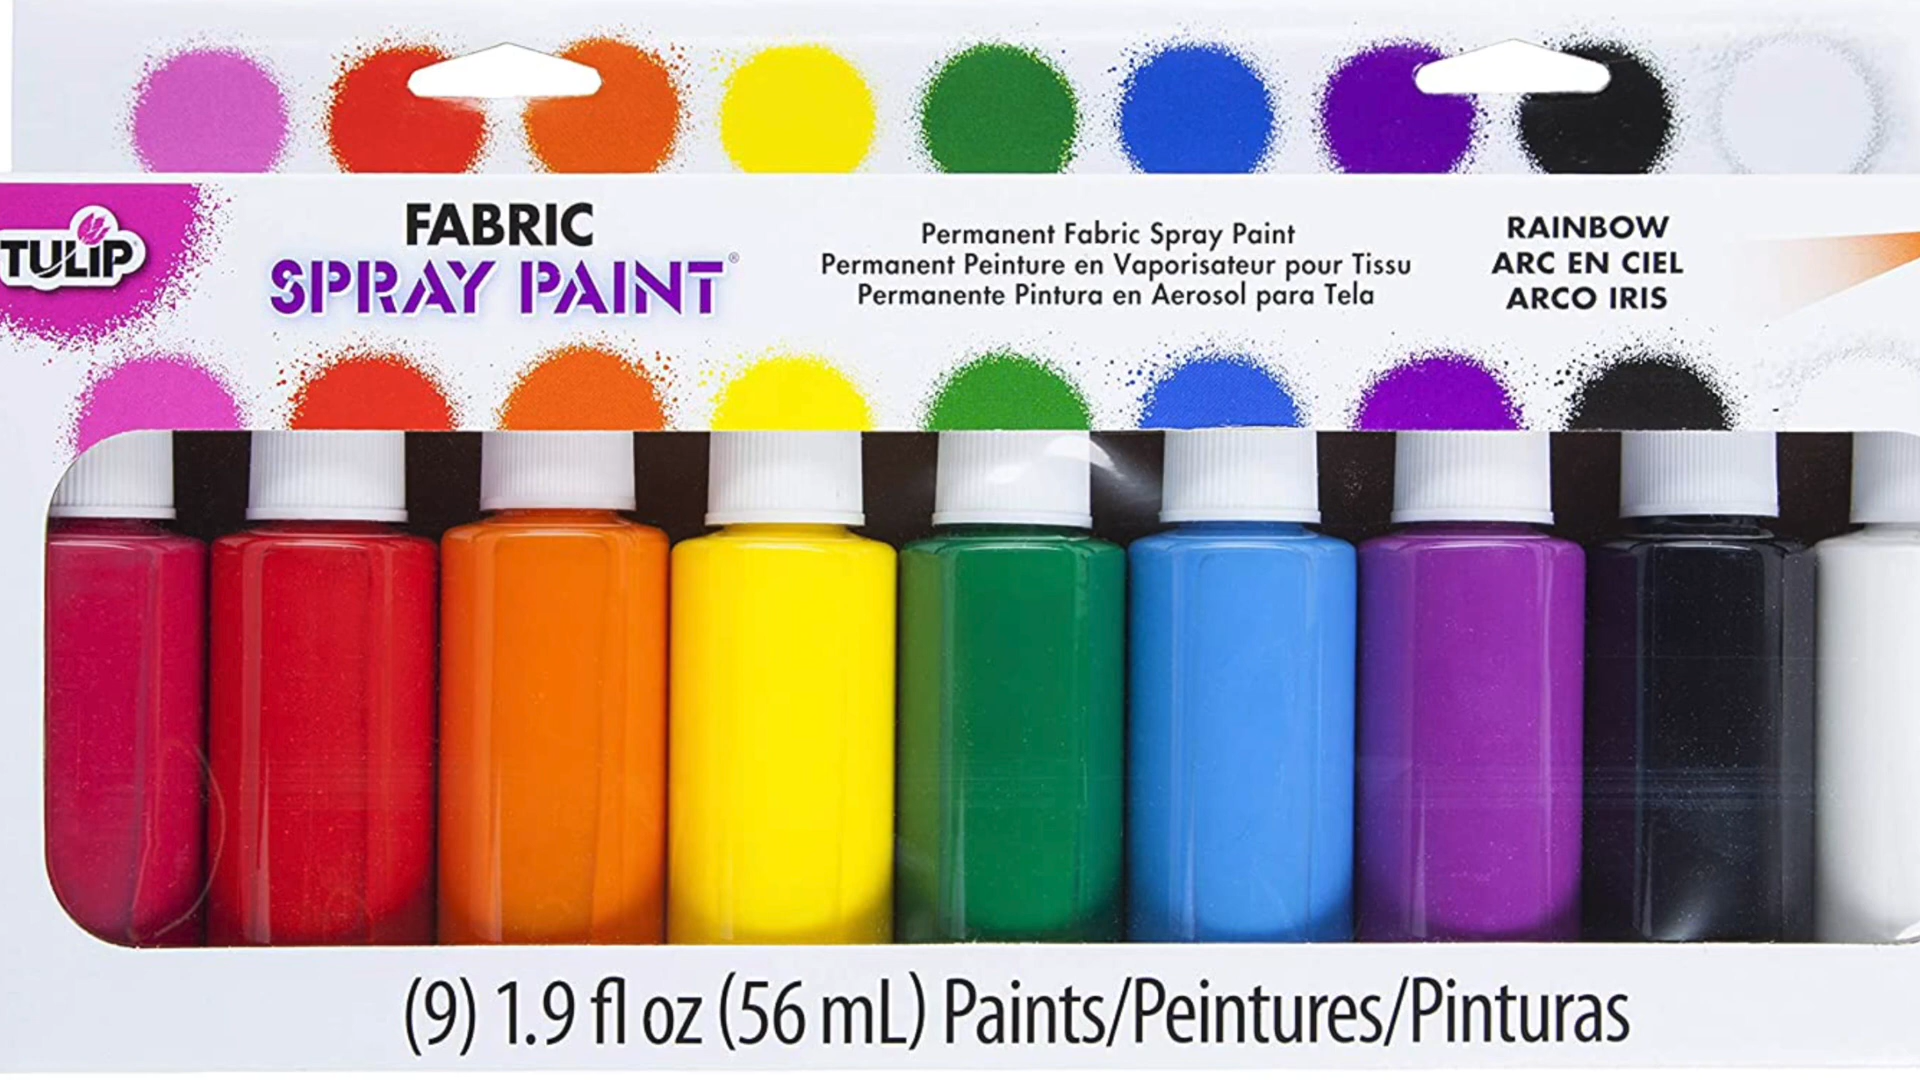 TULIP
FABRIC
SPRAY PAINT®
Permanent Fabric Spray Paint
Permanent Peinture en Vaporisateur pour Tissu
Permanente Pintura en Aerosol para Tela
RAINBOW
ARC EN CIEL
ARCO IRIS
(9) 1.9 fl oz (56 mL) Paints/Peintures/Pinturas